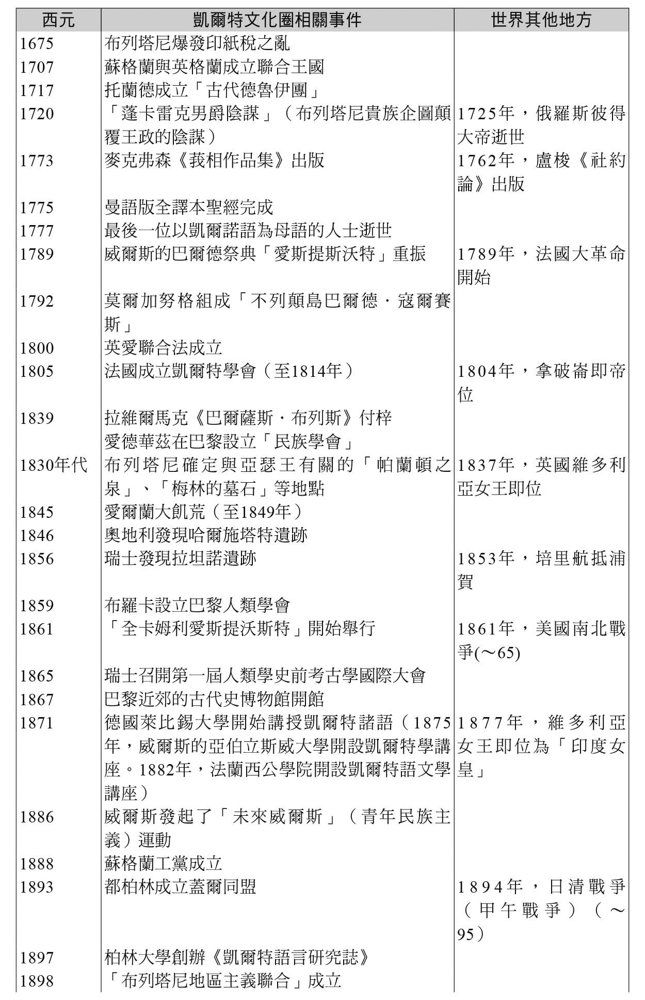 西元 凱爾特文化圈相關事件 世界其他地方
1675 布列塔尼爆發印紙稅之亂
1707 蘇格蘭與英格蘭成立聯合王國
1717 托蘭德成立「古代德魯伊團」
1720 「蓬卡雷克男爵陰謀」（布列塔尼貴族企圖顛 1725年，俄羅斯彼得
覆王政的陰謀） 大帝逝世
1773 麥克弗森《莪相作品集》出版 1762年，盧梭《社約
論》出版
1775 曼語版全譯本聖經完成
1777 最後一位以凱爾諾語為母語的人士逝世
1789 威爾斯的巴爾德祭典「愛斯提斯沃特」重振 1789年，法國大革命
開始
1792 莫爾加努格組成「不列顛島巴爾德．寇爾賽
斯」
1800 英愛聯合法成立
1805 法國成立凱爾特學會（至1814年） 1804年，拿破崙即帝
位
1839 拉維爾馬克《巴爾薩斯．布列斯》付梓
愛德華茲在巴黎設立「民族學會」
1830年代 布列塔尼確定與亞瑟王有關的「帕蘭頓之 1837年，英國維多利
泉」、「梅林的墓石」等地點 亞女王即位
1845 愛爾蘭大飢荒（至1849年）
1846 奧地利發現哈爾施塔特遺跡
1856 瑞士發現拉坦諾遺跡 1853年，培里航抵浦
賀
1859 布羅卡設立巴黎人類學會
1861 「全卡姆利愛斯提沃斯特」開始舉行 1861年，美國南北戰
爭(～65)
1865 瑞士召開第一屆人類學史前考古學國際大會
1867 巴黎近郊的古代史博物館開館
1871 德國萊比錫大學開始講授凱爾特諸語（1875 1877年，維多利亞
年，威爾斯的亞伯立斯威大學開設凱爾特學講 女王即位為「印度女
座。1882年，法蘭西公學院開設凱爾特語文學 皇」
講座）
1886 威爾斯發起了「未來威爾斯」（青年民族主
義）運動
1888 蘇格蘭工黨成立
1893 都柏林成立蓋爾同盟 1894年，日清戰爭
（甲午戰爭）（～
95）
1897 柏林大學創辦《凱爾特語言研究誌》
1898 「布列塔尼地區主義聯合」成立